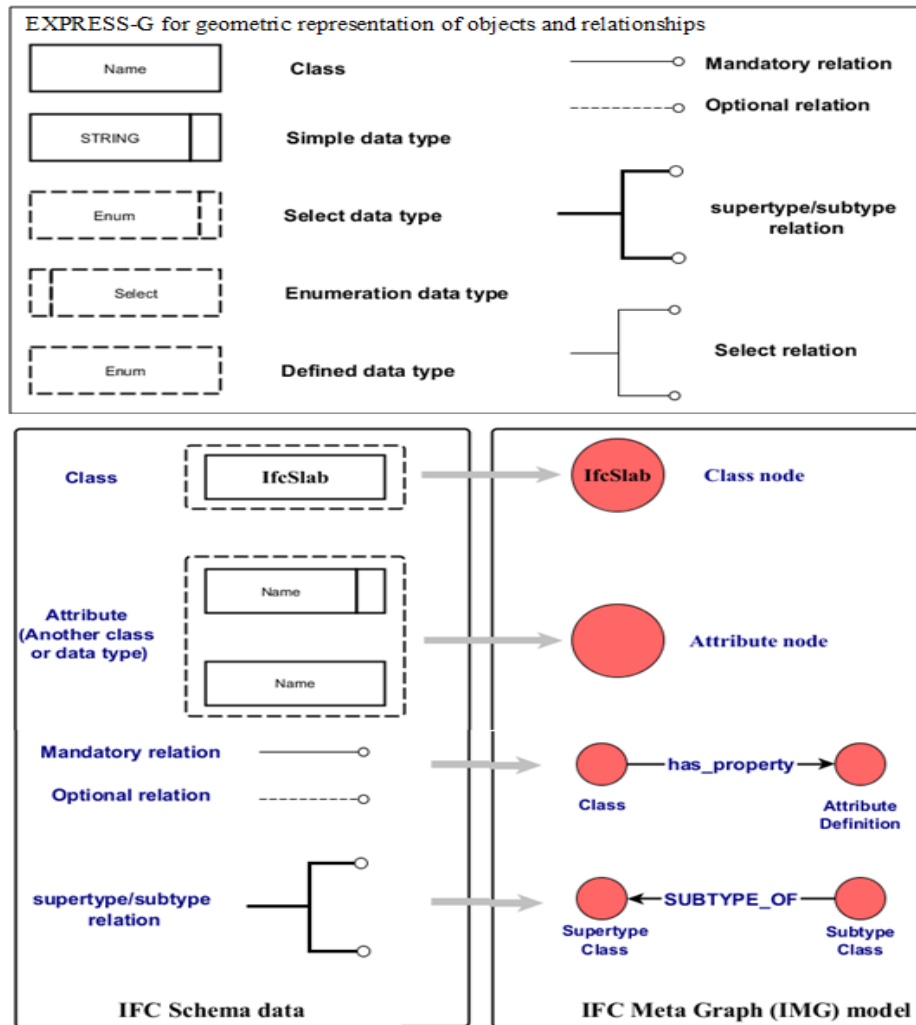 EXPRESS-G for geometric representation of objects and relationships
Name
Class
Mandatory relation
Optional relation
STRING
Simple data type
Enum
Select data type
supertype/subtype
relation
Select
Enumeration data type
Enum
Defined data type
Select relation
Class
IfcSlab
IfcSlab
Class node
Name
Attribute
(Another class
or data type)
Name
Attribute node
Mandatory relation
Optional relation
has_property
Class
Attribute
Definition
supertype/subtype
relation
SUBTYPE_OF
Supertype
Class
Subtype
Class
IFC Schema data
IFC Meta Graph (IMG) model